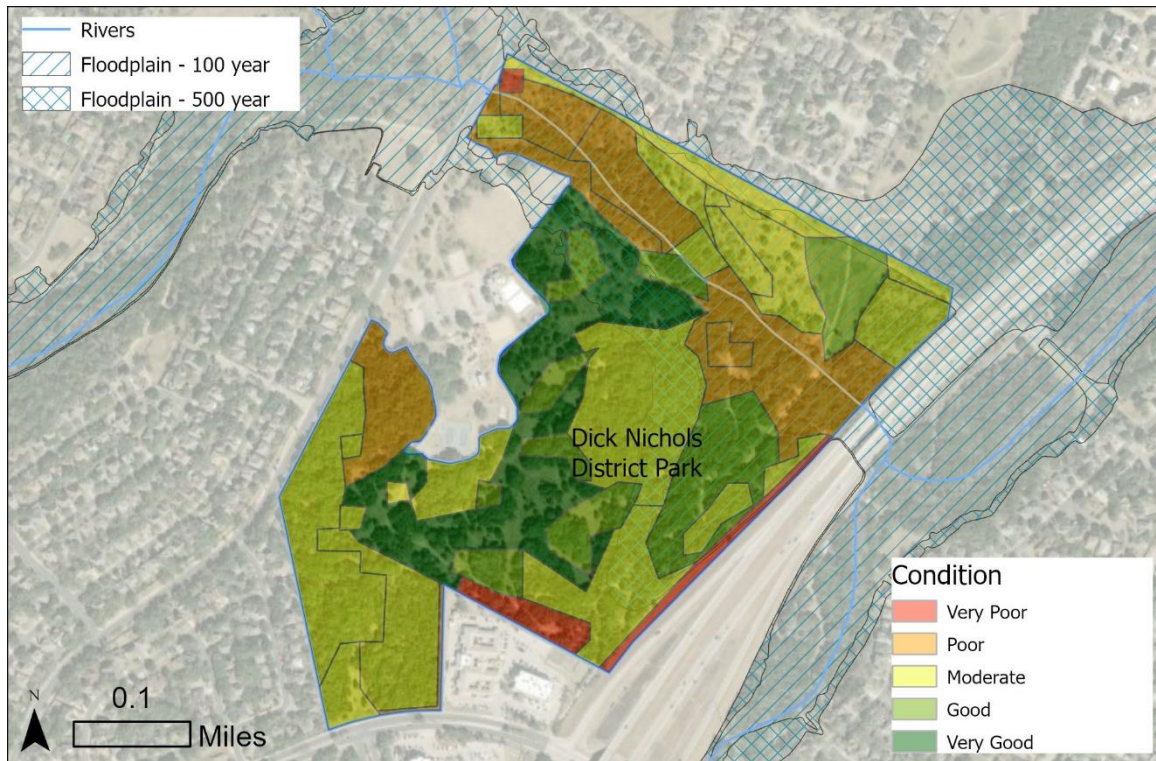 Rivers
Floodplain - 100 year
Floodplain - 500 year
Dick Nichols
District Park
Condition
Very Poor
Poor
Moderate
Good
Very Good
N
0.1
Miles